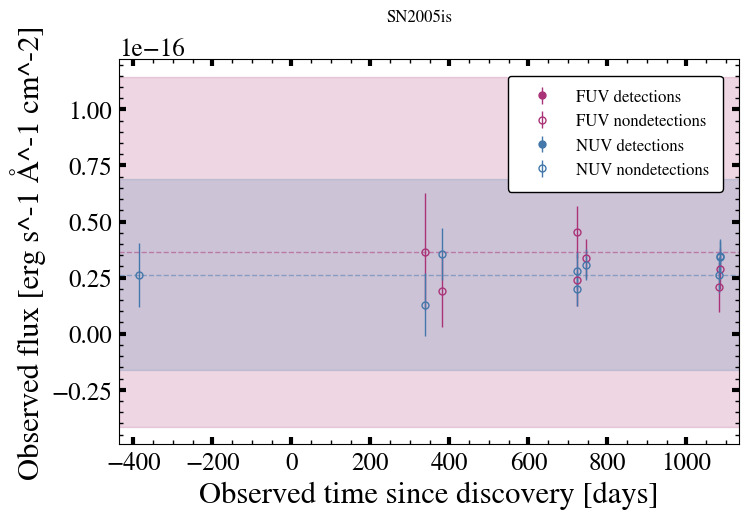 SN2005is
1e−16
Observed flux [erg s^-1 Å^-1 cm^-2]
1.00
0.75
0.50
0.25
0.00
−0.25
FUV detections
FUV nondetections
NUV detections
NUV nondetections
−400 −200 0 200 400 600 800 1000
Observed time since discovery [days]